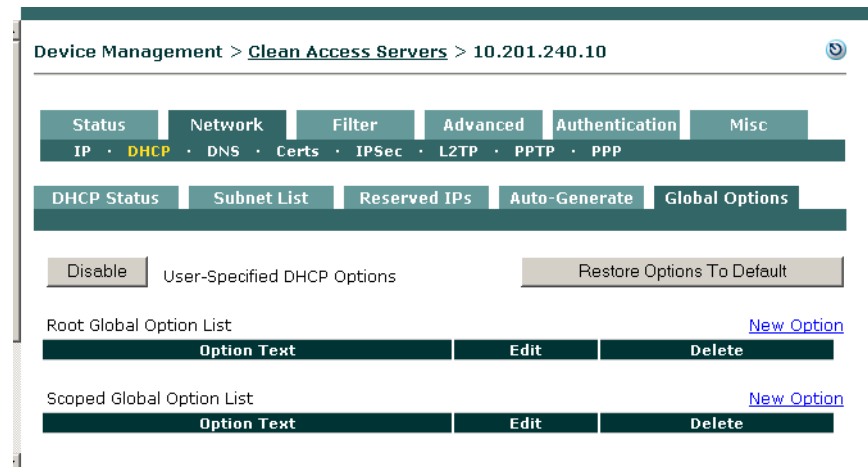 Device Management > Clean Access Servers > 10.201.240.10
Status Network Filter Advanced Authentication Misc
IP · DHCP · DNS · Certs · IPSec · L2TP · PPTP · PPP
DHCP Status Subnet List Reserved IPs Auto-Generate Global Options
Disable User-Specified DHCP Options Restore Options To Default
Root Global Option List New Option
Option Text Edit Delete
Scoped Global Option List New Option
Option Text Edit Delete